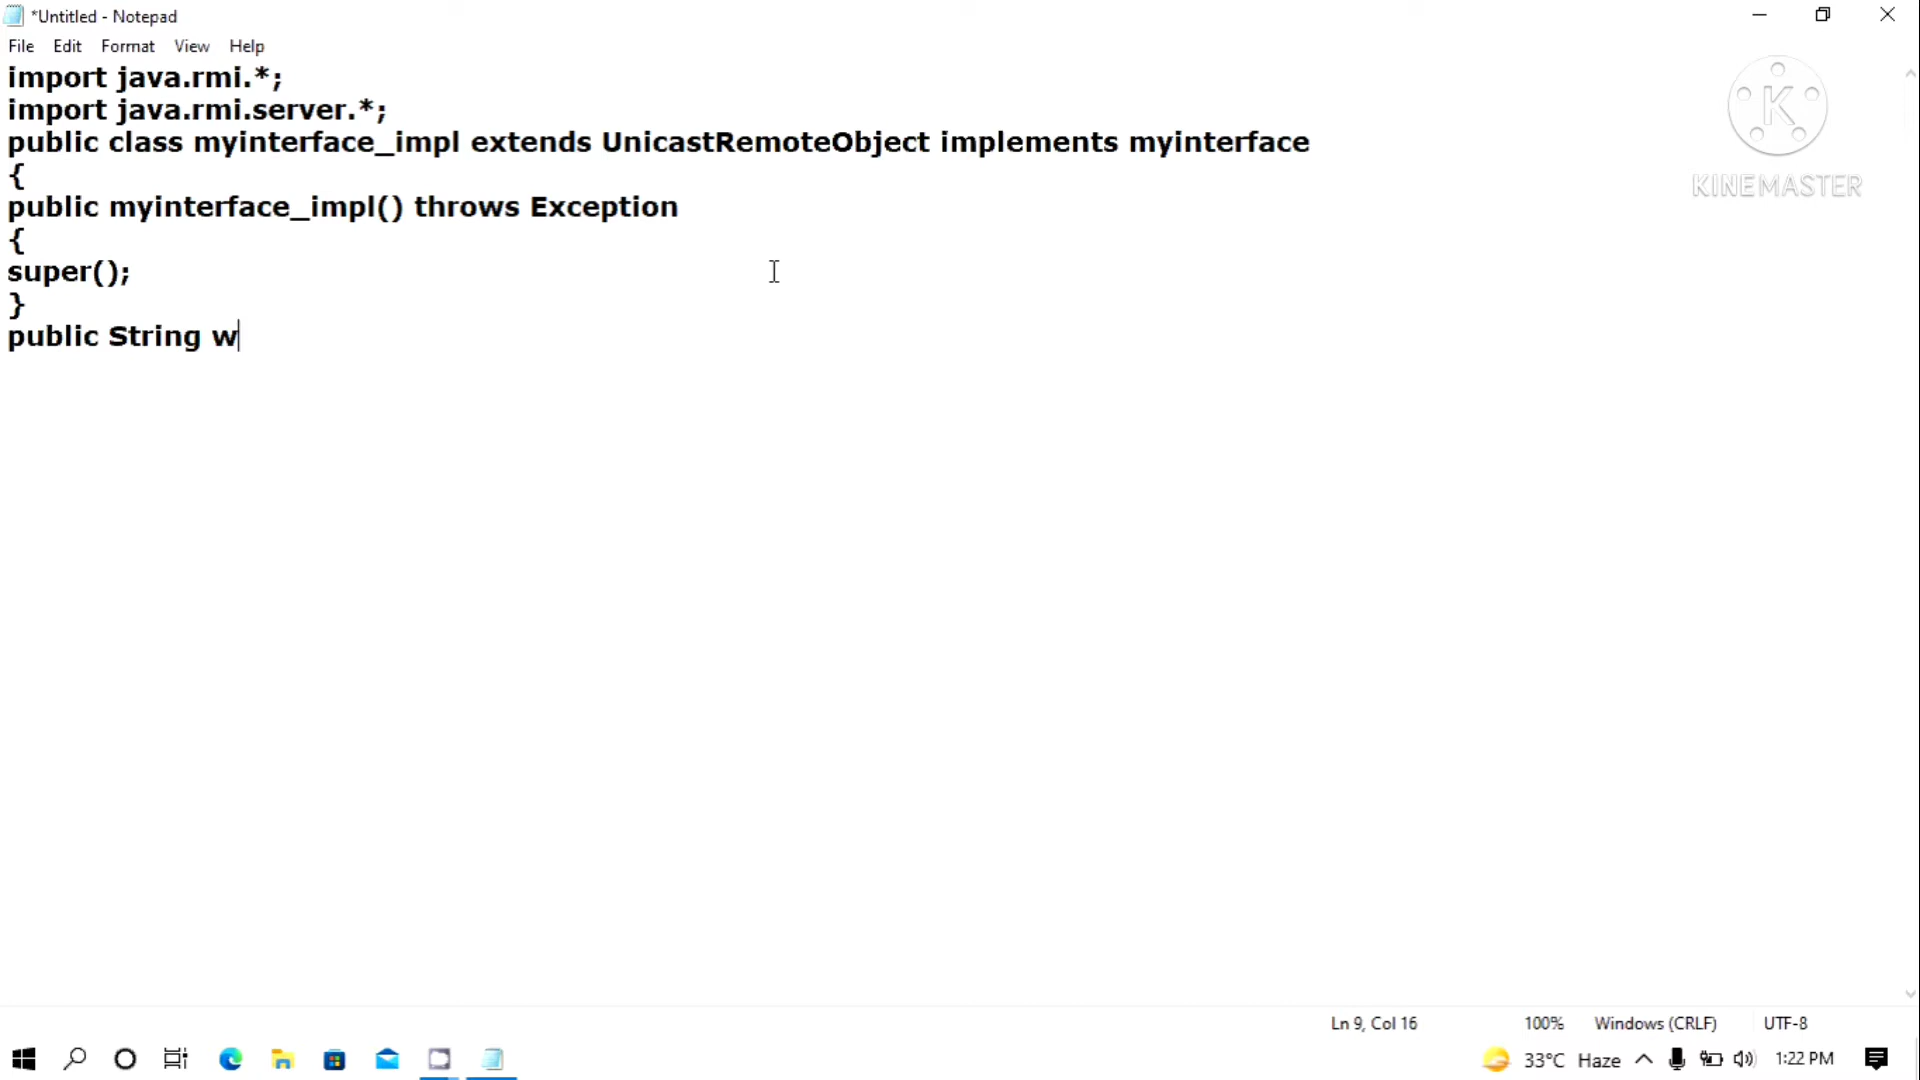 *Untitled - Notepad
File Edit Format View Help
import java.rmi.*;
import java.rmi.server.*;
public class myinterface_impl extends UnicastRemoteObject implements myinterface
{
public myinterface_impl() throws Exception
{
super();
}
public String w
K
KINEMASTER
Ln 9, Col 16 100% Windows (CRLF) UTF-8
33°C Haze 1:22 PM